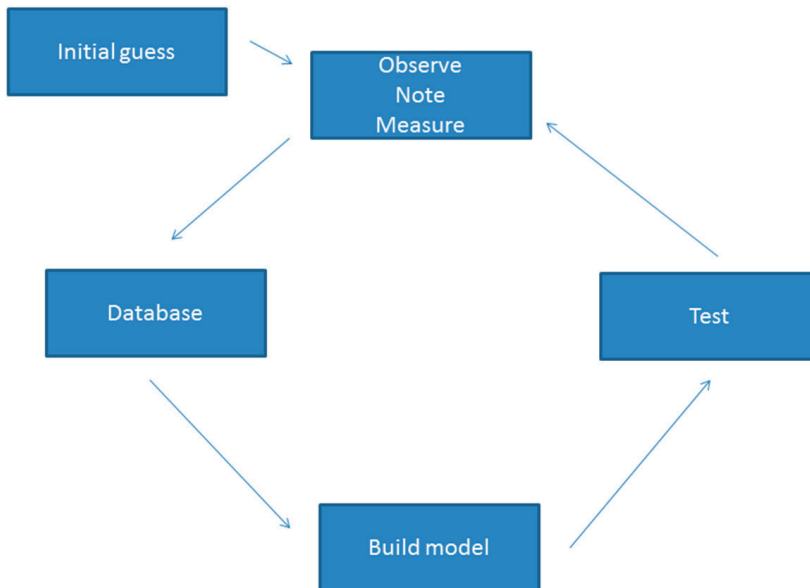 Initial guess
Observe
Note
Measure
Database
Test
Build model